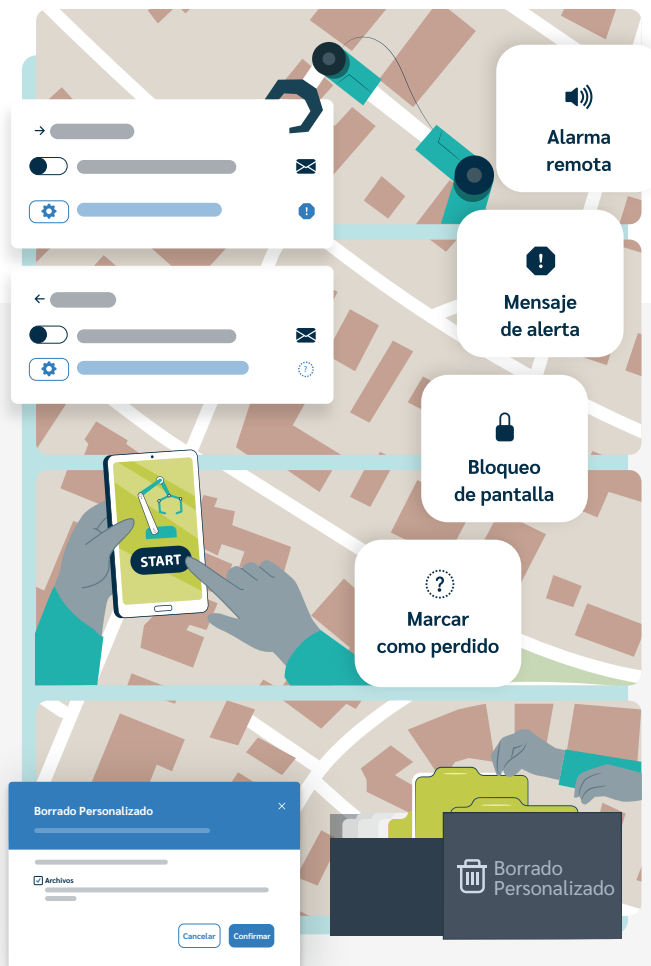 Alarma
remota
Mensaje
de alerta
Bloqueo
de pantalla
START
Marcar
como perdido
Borrado Personalizado
Archivos
Cancelar
Confirmar
Borrado
Personalizado